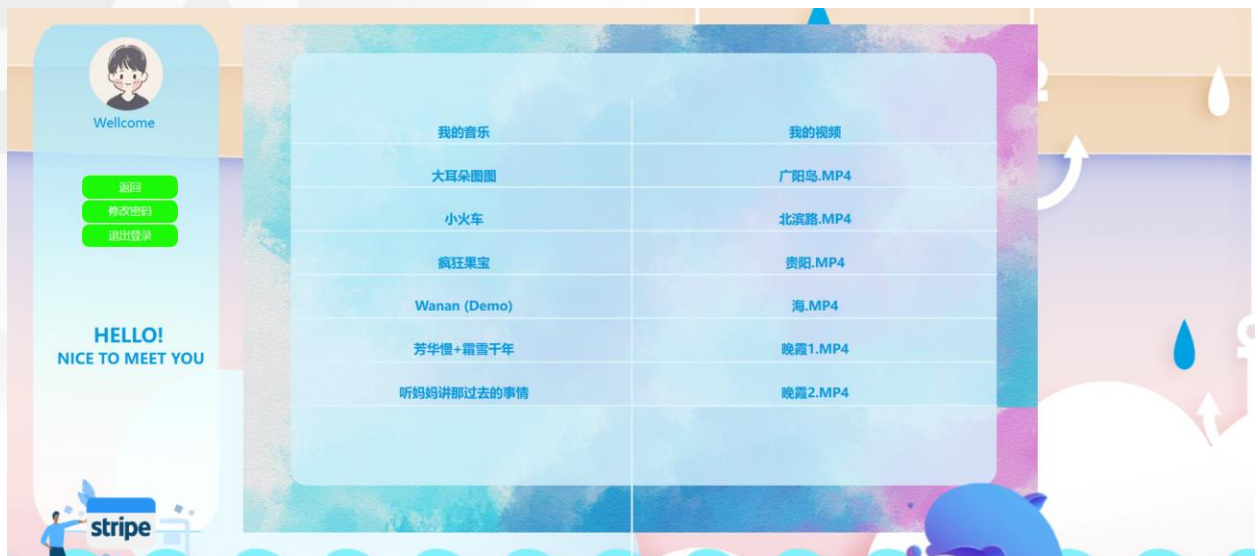 Wellcome
返回
修改密码
退出登录
HELLO!
NICE TO MEET YOU
stripe
我的音乐 我的视频
大耳朵图图 广阳岛.MP4
小火车 北滨路.MP4
疯狂果宝 贵阳.MP4
Wanan (Demo) 海.MP4
芳华慢+霜雪千年 晚霞1.MP4
听妈妈讲那过去的事情 晚霞2.MP4